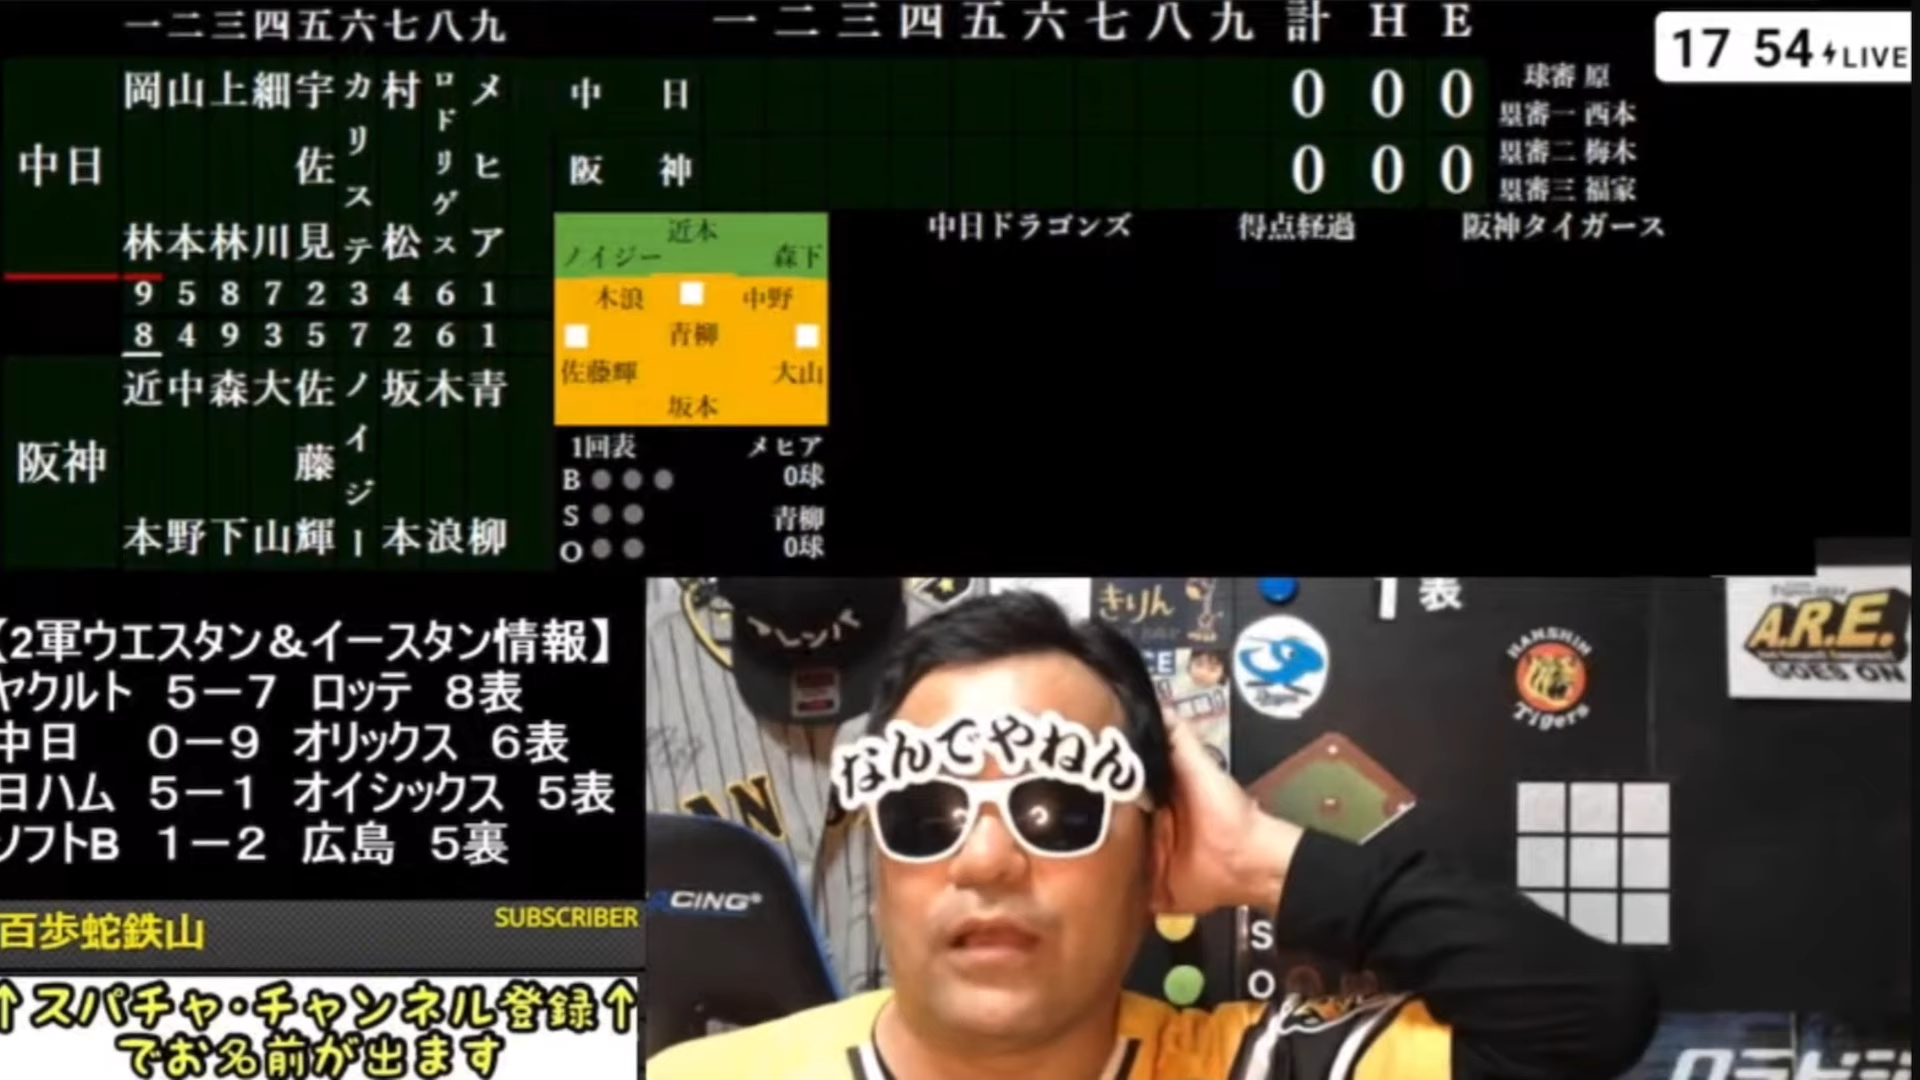 一二三四五六七八九
中日
岡林 山本 上林 細川 宇佐見 カリステ 村松 ロドリゲス メヒア
9 5 8 7 2 3 4 6 1
8 4 9 3 5 7 2 6 1
阪神
近本 中野 森下 大山 佐藤輝 ノイジー 坂本 木浪 青柳
一 二 三 四 五 六 七 八 九 計 H E
中日 0 0 0
阪神 0 0 0
17 54 LIVE
球審 原
塁審一 西本
塁審二 梅木
塁審三 福家
中日ドラゴンズ 得点経過 阪神タイガース
近本
ノイジー 森下
木浪 中野
青柳
佐藤輝 大山
坂本
1回表 メヒア
B 0球
S 青柳
O 0球
【2軍ウエスタン&イースタン情報】
ヤクルト 5-7 ロッテ 8表
中日 0-9 オリックス 6表
日ハム 5-1 オイシックス 5表
ソフトB 1-2 広島 5裏
百歩蛇鉄山 SUBSCRIBER
↑スパチャ・チャンネル登録↑
でお名前が出ます
アレンパ
きりん
1表
HANSHIN
Tigers
A.R.E.
GOES ON
なんでやねん
ACING®
S
O